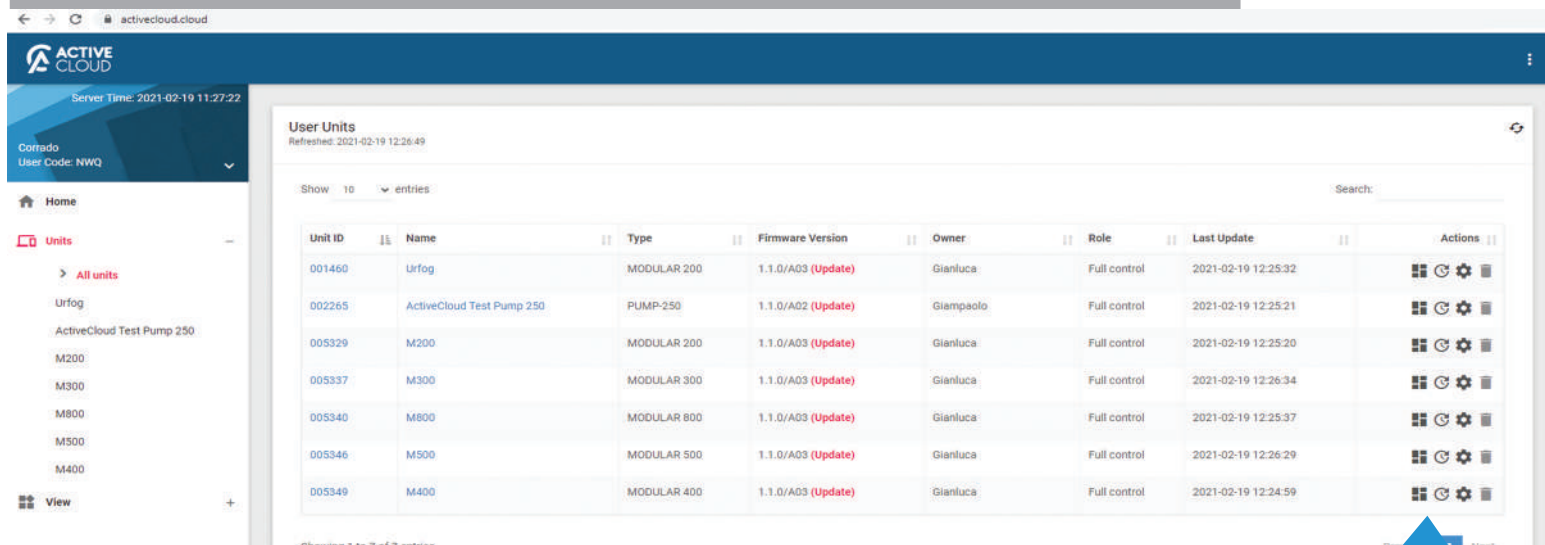 activecloud.cloud
ACTIVE
CLOUD
Server Time: 2021-02-19 11:27:22
Corrado
User Code: NWQ
Home
Units
All units
Urfog
ActiveCloud Test Pump 250
M200
M300
M800
M500
M400
View
User Units
Refreshed: 2021-02-19 12:26:49
Show 10 entries
Search:
Unit ID Name Type Firmware Version Owner Role Last Update Actions
001460 Urfog MODULAR 200 1.1.0/A03 (Update) Gianluca Full control 2021-02-19 12:25:32
002265 ActiveCloud Test Pump 250 PUMP-250 1.1.0/A02 (Update) Giampaolo Full control 2021-02-19 12:25:21
005329 M200 MODULAR 200 1.1.0/A03 (Update) Gianluca Full control 2021-02-19 12:25:20
005337 M300 MODULAR 300 1.1.0/A03 (Update) Gianluca Full control 2021-02-19 12:26:34
005340 M800 MODULAR 800 1.1.0/A03 (Update) Gianluca Full control 2021-02-19 12:25:37
005346 M500 MODULAR 500 1.1.0/A03 (Update) Gianluca Full control 2021-02-19 12:26:29
005349 M400 MODULAR 400 1.1.0/A03 (Update) Gianluca Full control 2021-02-19 12:24:59